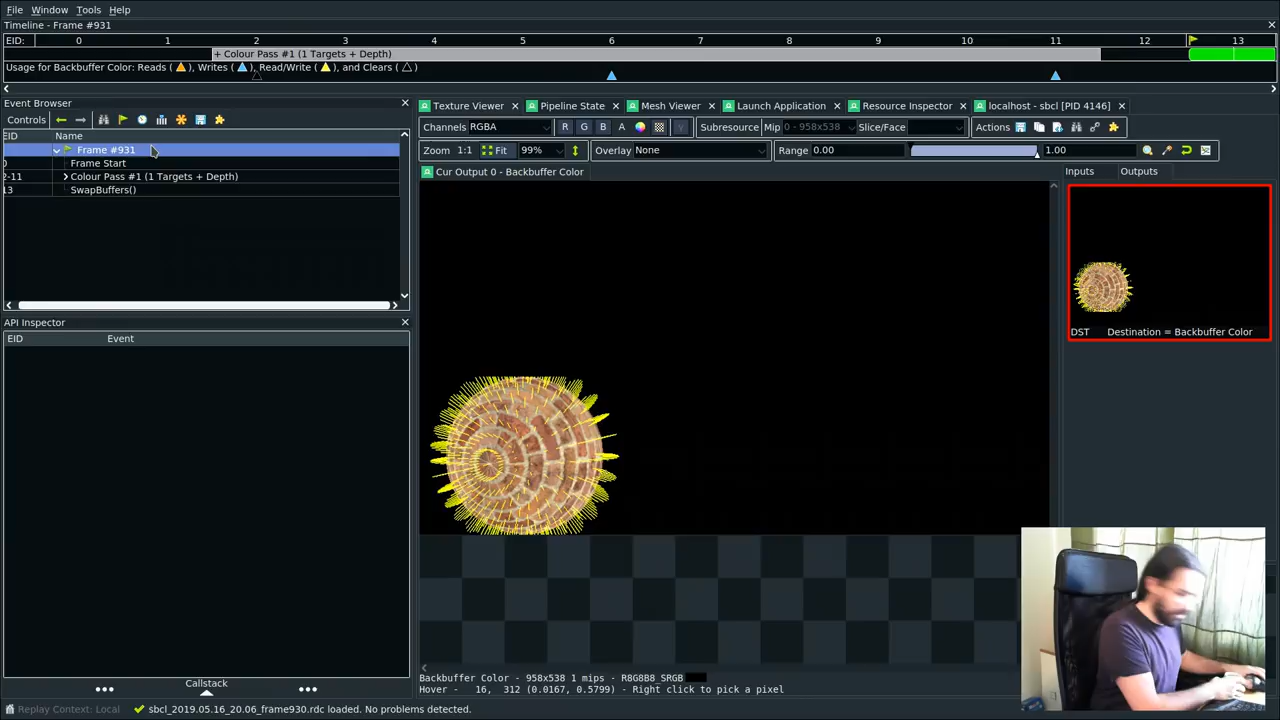 File Window Tools Help
Timeline - Frame #931
EID: 0 1 2 3 4 5 6 7 8 9 10 11 12 13
+ Colour Pass #1 (1 Targets + Depth)
Usage for Backbuffer Color: Reads ( ), Writes ( ), Read/Write ( ), and Clears ( )
Event Browser
Controls
EID Name
Frame #931
0 Frame Start
2-11 Colour Pass #1 (1 Targets + Depth)
13 SwapBuffers()
API Inspector
EID Event
Callstack
Texture Viewer Pipeline State Mesh Viewer Launch Application Resource Inspector localhost - sbcl [PID 4146]
Channels RGBA R G B A Subresource Mip 0 - 958x538 Slice/Face Actions
Zoom 1:1 Fit 99% Overlay None Range 0.00 1.00
Cur Output 0 - Backbuffer Color
Inputs Outputs
DST Destination = Backbuffer Color
Backbuffer Color - 958x538 1 mips - R8G8B8_SRGB
Hover - 16, 312 (0.0167, 0.5799) - Right click to pick a pixel
Replay Context: Local sbcl_2019.05.16_20.06_frame930.rdc loaded. No problems detected.